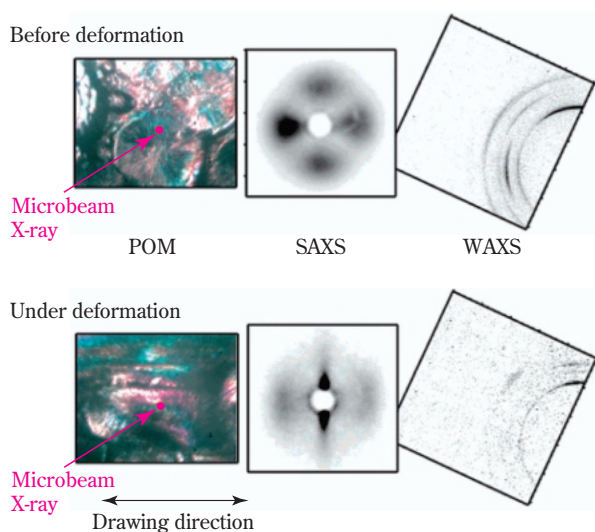 Before deformation
Microbeam
X-ray
POM
SAXS
WAXS
Under deformation
Microbeam
X-ray
Drawing direction